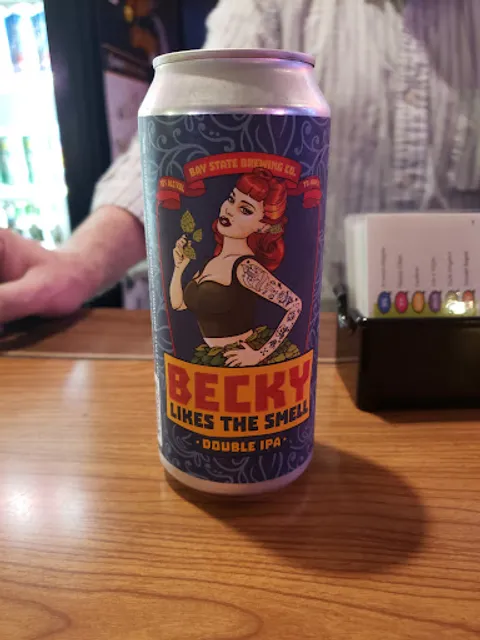 BAY STATE BREWING CO.
BECKY
LIKES THE SMELL
·DOUBLE IPA·